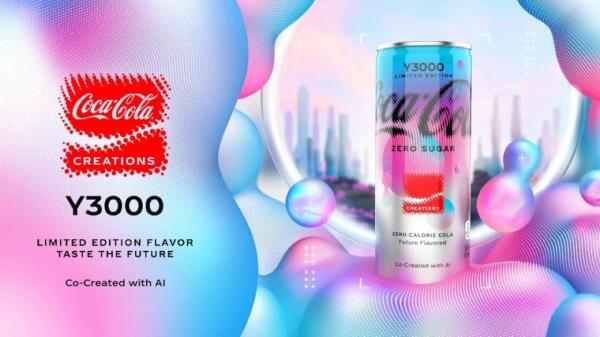 Coca-Cola
CREATIONS
Y3000
LIMITED EDITION FLAVOR
TASTE THE FUTURE
Co-Created with AI
Y3000
LIMITED EDITION
Coca-Cola
ZERO SUGAR
CREATIONS
ZERO CALORIE COLA
Future Flavored
Co-Created with AI